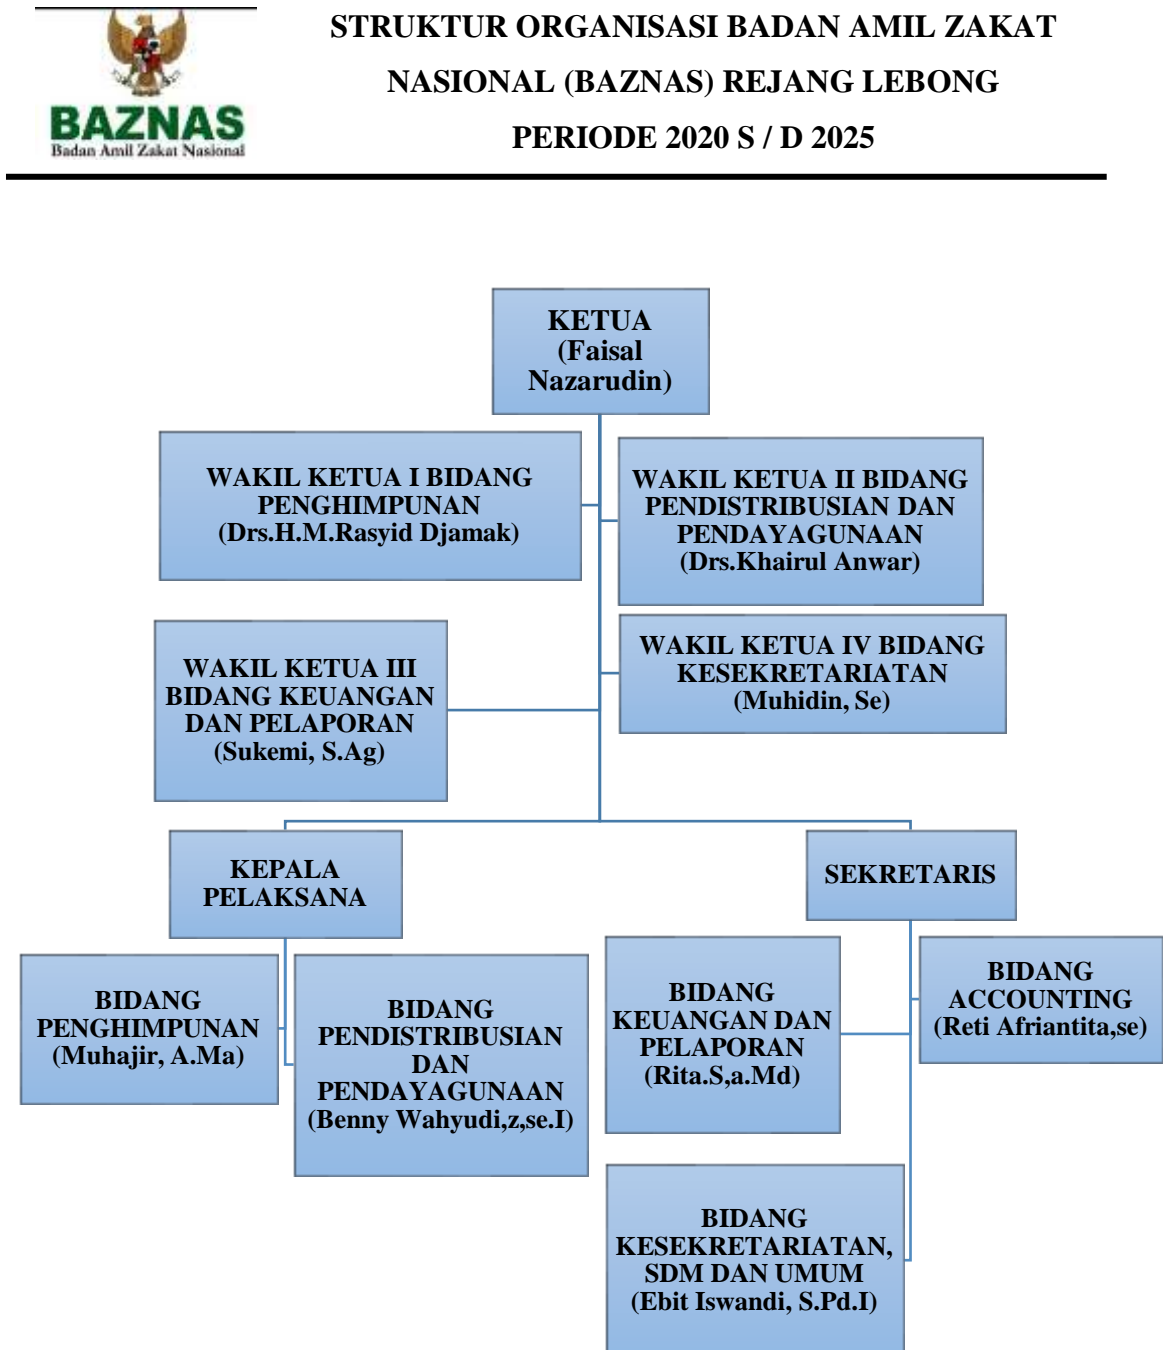 BAZNAS
Badan Amil Zakat Nasional
STRUKTUR ORGANISASI BADAN AMIL ZAKAT
NASIONAL (BAZNAS) REJANG LEBONG
PERIODE 2020 S / D 2025
KETUA
(Faisal
Nazarudin)
WAKIL KETUA I BIDANG
PENGHIMPUNAN
(Drs.H.M.Rasyid Djamak)
WAKIL KETUA II BIDANG
PENDISTRIBUSIAN DAN
PENDAYAGUNAAN
(Drs.Khairul Anwar)
WAKIL KETUA III
BIDANG KEUANGAN
DAN PELAPORAN
(Sukemi, S.Ag)
WAKIL KETUA IV BIDANG
KESEKRETARIATAN
(Muhidin, Se)
KEPALA
PELAKSANA
SEKRETARIS
BIDANG
PENGHIMPUNAN
(Muhajir, A.Ma)
BIDANG
PENDISTRIBUSIAN
DAN
PENDAYAGUNAAN
(Benny Wahyudi,z,se.I)
BIDANG
KEUANGAN DAN
PELAPORAN
(Rita.S,a.Md)
BIDANG
ACCOUNTING
(Reti Afriantita,se)
BIDANG
KESEKRETARIATAN,
SDM DAN UMUM
(Ebit Iswandi, S.Pd.I)